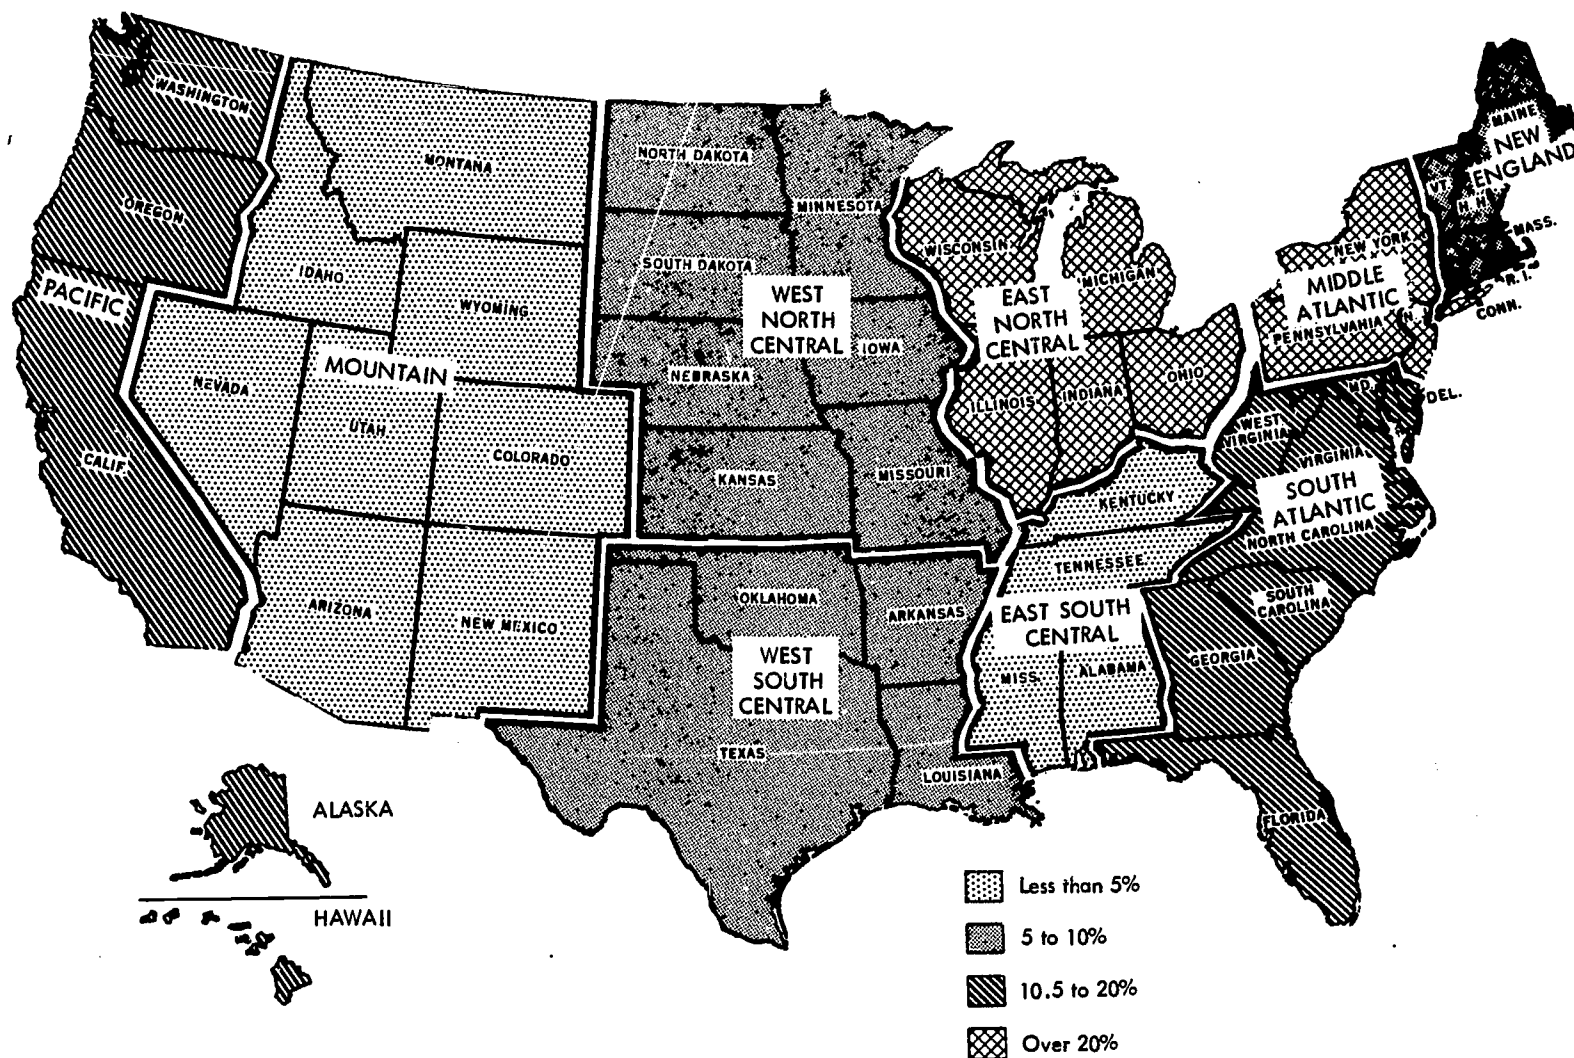 WASHINGTON
OREGON
PACIFIC
CALIF.
MONTANA
IDAHO
WYOMING
NEVADA
MOUNTAIN
UTAH
COLORADO
ARIZONA
NEW MEXICO
NORTH DAKOTA
MINNESOTA
SOUTH DAKOTA
WEST
NORTH
CENTRAL
NEBRASKA
IOWA
KANSAS
MISSOURI
OKLAHOMA
ARKANSAS
WEST
SOUTH
CENTRAL
TEXAS
LOUISIANA
WISCONSIN
MICHIGAN
EAST
NORTH
CENTRAL
ILLINOIS
INDIANA
OHIO
KENTUCKY
TENNESSEE
EAST SOUTH
CENTRAL
MISS.
ALABAMA
MAINE
NEW
ENGLAND
VT.
N. H.
MASS.
R. I.
CONN.
NEW YORK
MIDDLE
ATLANTIC
PENNSYLVANIA
MD.
DEL.
WEST
VIRGINIA
VIRGINIA
SOUTH
ATLANTIC
NORTH CAROLINA
SOUTH
CAROLINA
GEORGIA
FLORIDA
ALASKA
HAWAII
Less than 5%
5 to 10%
10.5 to 20%
Over 20%